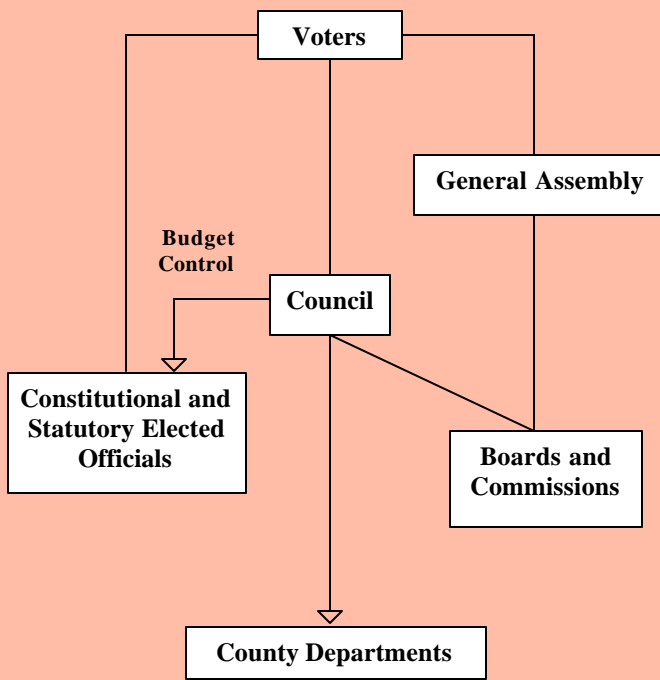 Voters
General Assembly
Budget
Control
Council
Constitutional and
Statutory Elected
Officials
Boards and
Commissions
County Departments